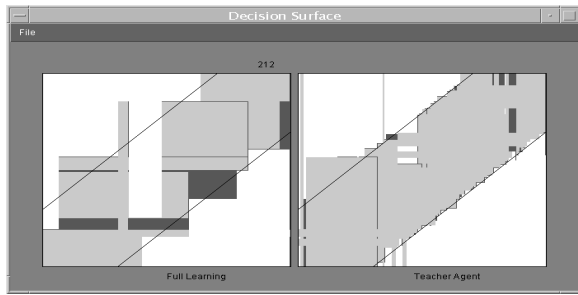 Decision Surface
File
212
Full Learning
Teacher Agent